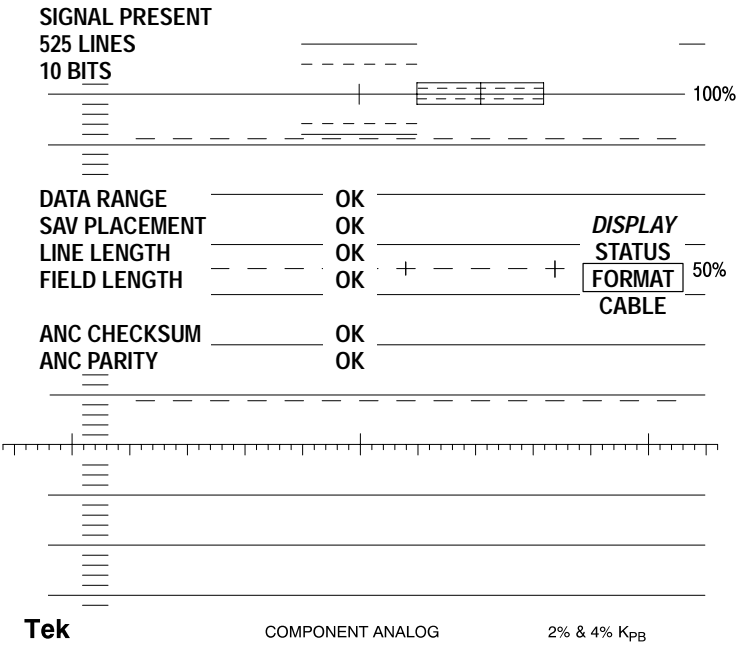 SIGNAL PRESENT
525 LINES
10 BITS
100%
DATA RANGE OK
SAV PLACEMENT OK
DISPLAY
LINE LENGTH OK
STATUS
FIELD LENGTH OK
FORMAT
50%
CABLE
ANC CHECKSUM OK
ANC PARITY OK
Tek COMPONENT ANALOG 2% & 4% KPB